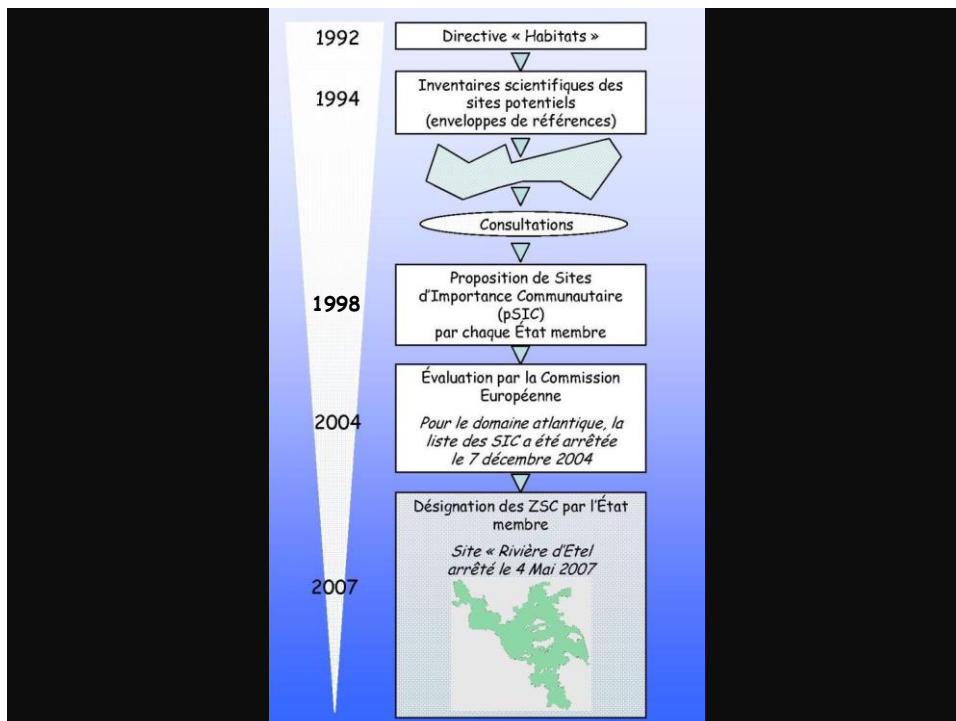 1992
Directive « Habitats »
1994
Inventaires scientifiques des
sites potentiels
(enveloppes de références)
Consultations
1998
Proposition de Sites
d'Importance Communautaire
(pSIC)
par chaque État membre
2004
Évaluation par la Commission
Européenne
Pour le domaine atlantique, la
liste des SIC a été arrêtée
le 7 décembre 2004
2007
Désignation des ZSC par l'État
membre
Site « Rivière d'Etel
arrêté le 4 Mai 2007